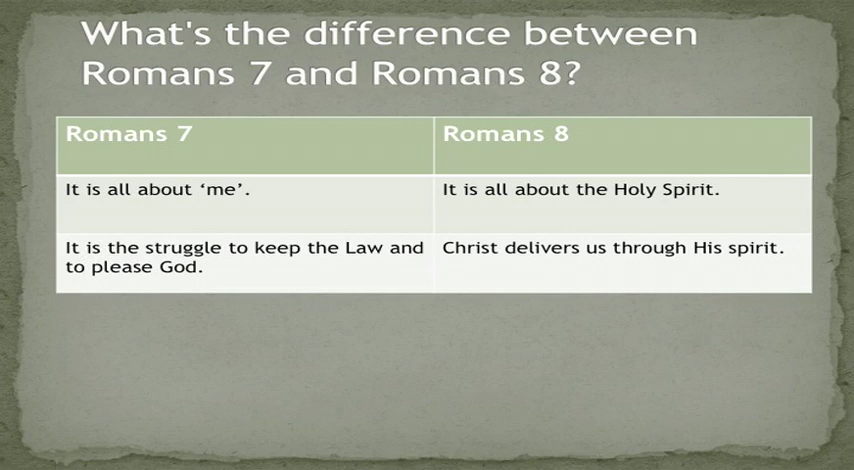 What's the difference between
Romans 7 and Romans 8?
Romans 7
Romans 8
It is all about ‘me’.
It is all about the Holy Spirit.
It is the struggle to keep the Law and
to please God.
Christ delivers us through His spirit.